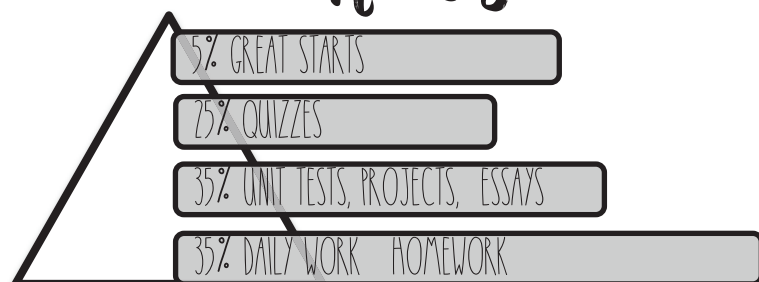 5% GREAT STARTS
25% QUIZZES
35% UNIT TESTS, PROJECTS, ESSAYS
35% DAILY WORK HOMEWORK